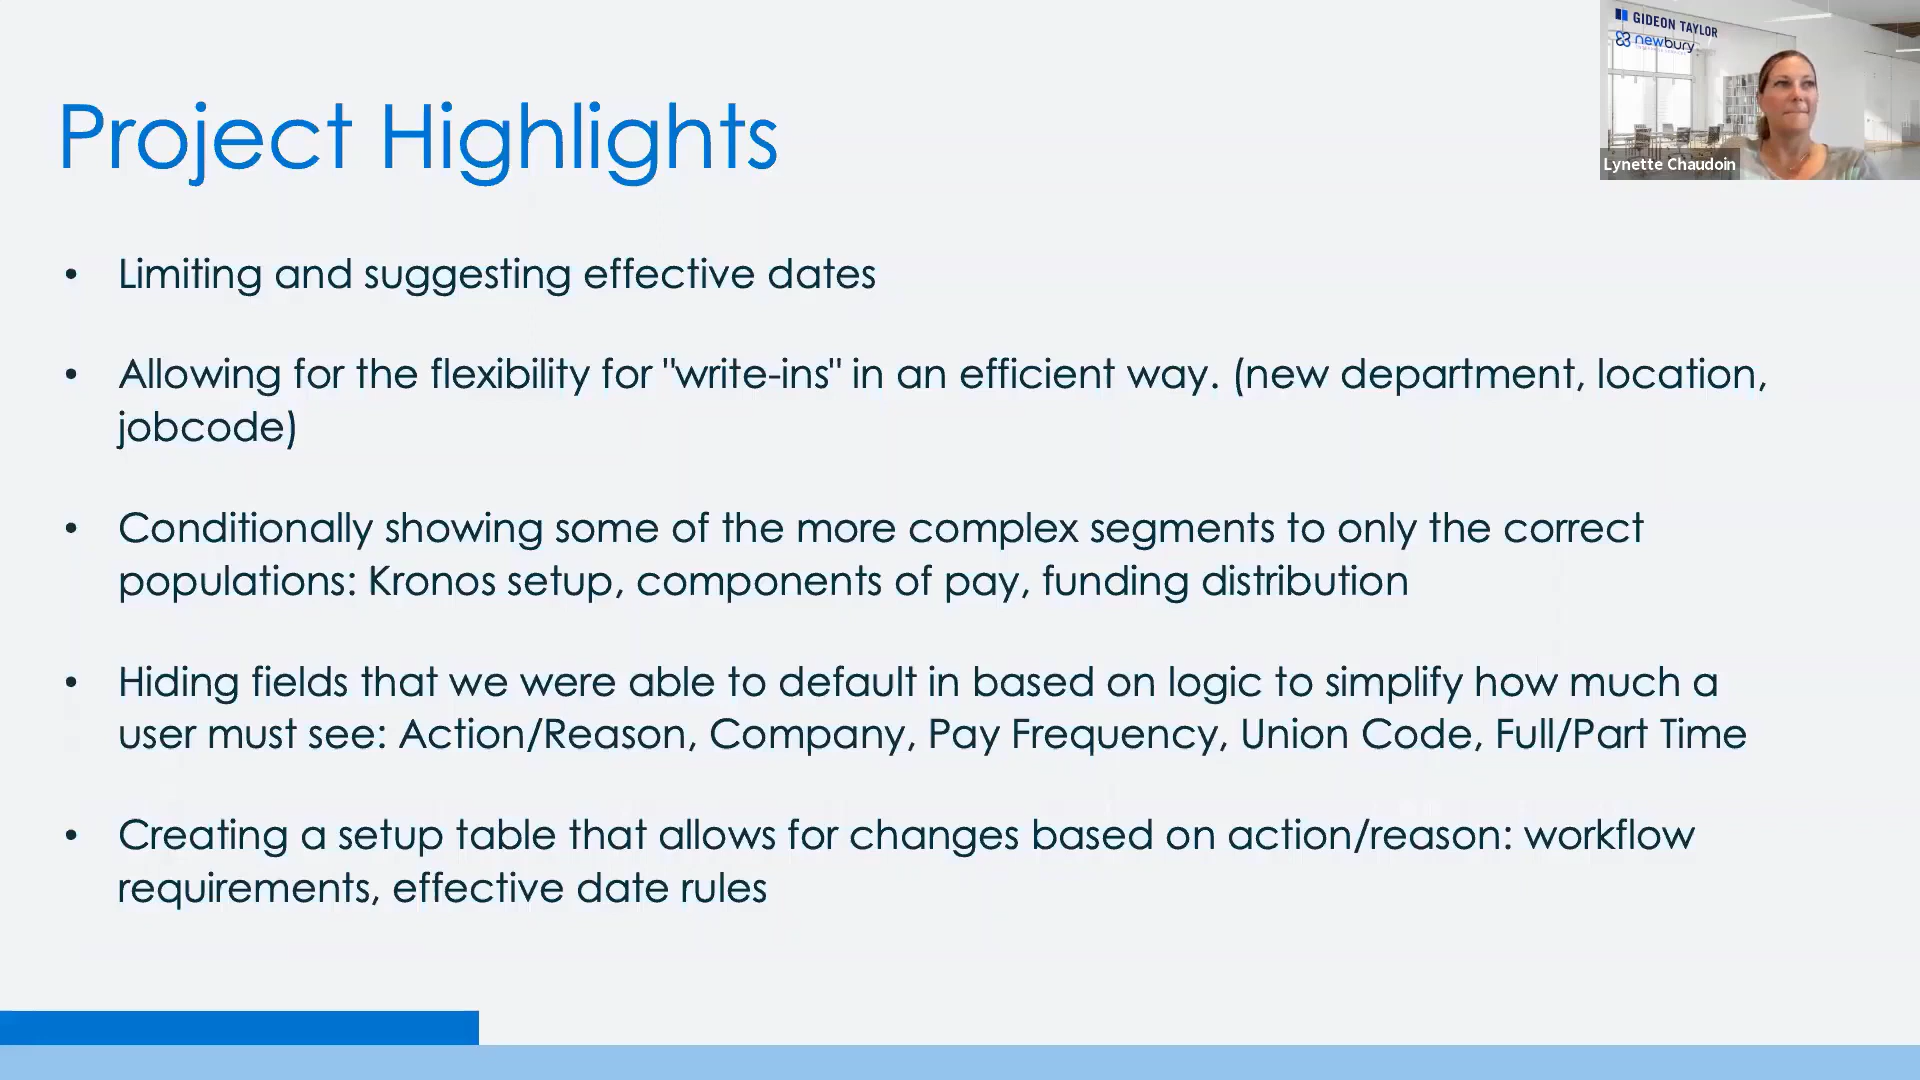 GIDEON TAYLOR
newbury
Lynette Chaudoin
Project Highlights
• Limiting and suggesting effective dates
• Allowing for the flexibility for "write-ins" in an efficient way. (new department, location,
jobcode)
• Conditionally showing some of the more complex segments to only the correct
populations: Kronos setup, components of pay, funding distribution
• Hiding fields that we were able to default in based on logic to simplify how much a
user must see: Action/Reason, Company, Pay Frequency, Union Code, Full/Part Time
• Creating a setup table that allows for changes based on action/reason: workflow
requirements, effective date rules